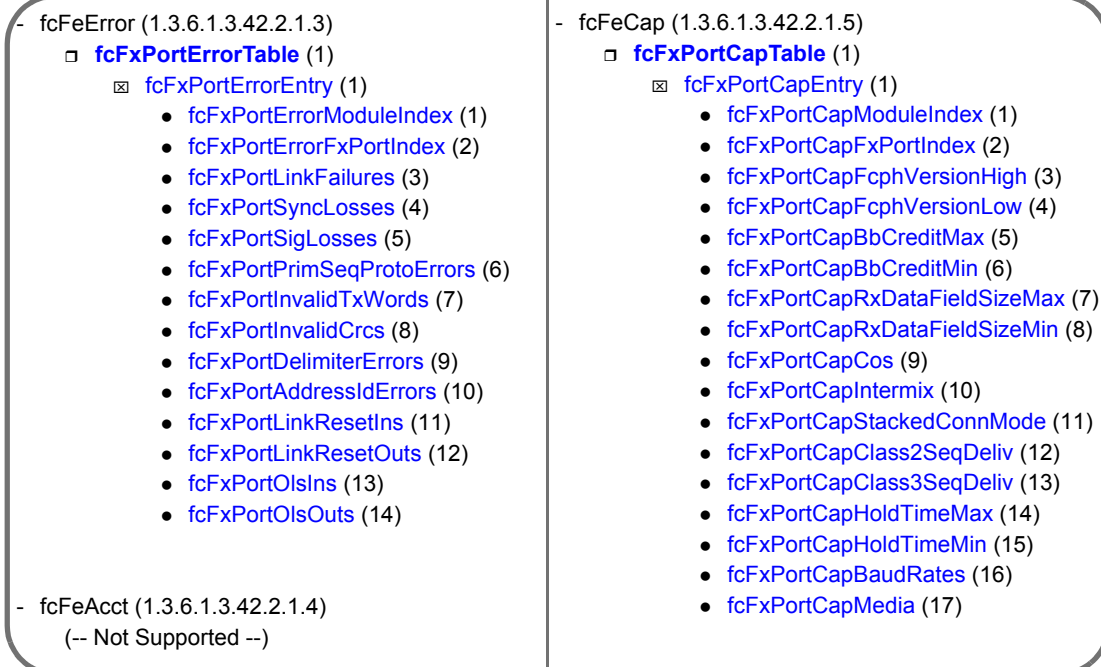 - fcFeError (1.3.6.1.3.42.2.1.3)
❒ fcFxPortErrorTable (1)
☒ fcFxPortErrorEntry (1)
● fcFxPortErrorModuleIndex (1)
● fcFxPortErrorFxPortIndex (2)
● fcFxPortLinkFailures (3)
● fcFxPortSyncLosses (4)
● fcFxPortSigLosses (5)
● fcFxPortPrimSeqProtoErrors (6)
● fcFxPortInvalidTxWords (7)
● fcFxPortInvalidCrcs (8)
● fcFxPortDelimiterErrors (9)
● fcFxPortAddressIdErrors (10)
● fcFxPortLinkResetIns (11)
● fcFxPortLinkResetOuts (12)
● fcFxPortOlsIns (13)
● fcFxPortOlsOuts (14)
- fcFeAcct (1.3.6.1.3.42.2.1.4)
(-- Not Supported --)
- fcFeCap (1.3.6.1.3.42.2.1.5)
❒ fcFxPortCapTable (1)
☒ fcFxPortCapEntry (1)
● fcFxPortCapModuleIndex (1)
● fcFxPortCapFxPortIndex (2)
● fcFxPortCapFcphVersionHigh (3)
● fcFxPortCapFcphVersionLow (4)
● fcFxPortCapBbCreditMax (5)
● fcFxPortCapBbCreditMin (6)
● fcFxPortCapRxDataFieldSizeMax (7)
● fcFxPortCapRxDataFieldSizeMin (8)
● fcFxPortCapCos (9)
● fcFxPortCapIntermix (10)
● fcFxPortCapStackedConnMode (11)
● fcFxPortCapClass2SeqDeliv (12)
● fcFxPortCapClass3SeqDeliv (13)
● fcFxPortCapHoldTimeMax (14)
● fcFxPortCapHoldTimeMin (15)
● fcFxPortCapBaudRates (16)
● fcFxPortCapMedia (17)